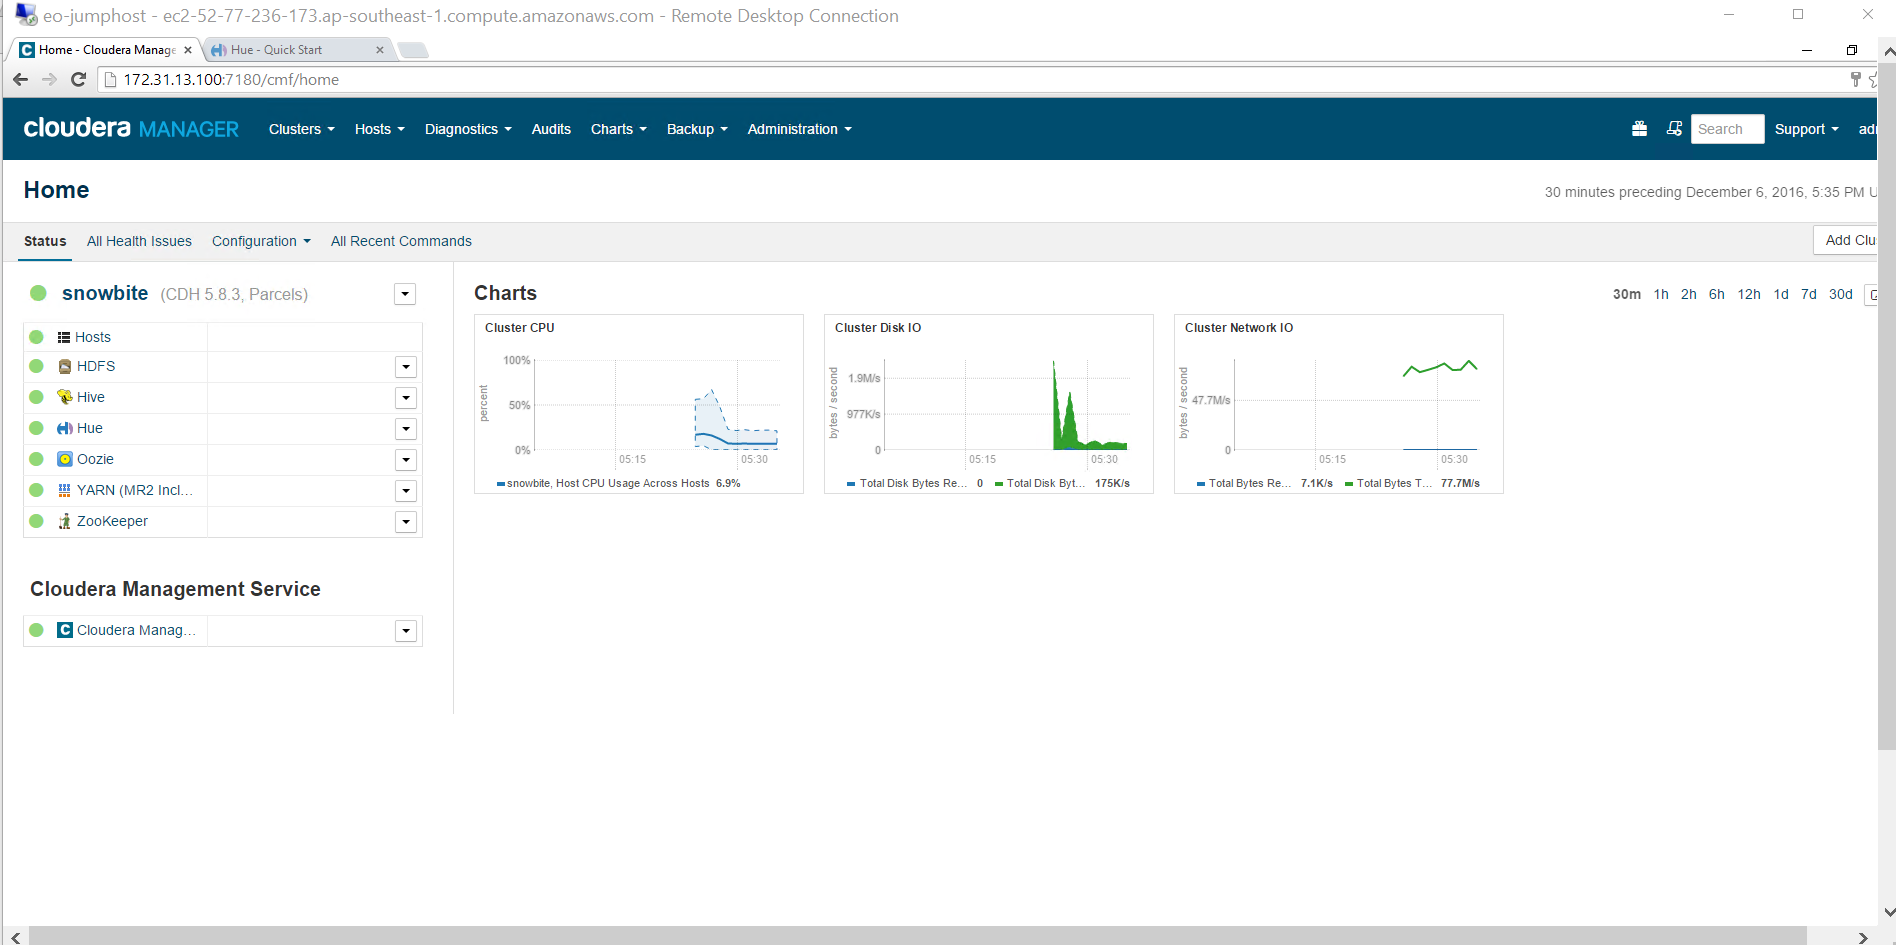 eo-jumphost - ec2-52-77-236-173.ap-southeast-1.compute.amazonaws.com - Remote Desktop Connection
Home - Cloudera Manage
Hue - Quick Start
172.31.13.100:7180/cmf/home
cloudera MANAGER Clusters Hosts Diagnostics Audits Charts Backup Administration Search Support adı
Home
30 minutes preceding December 6, 2016, 5:35 PM U
Status All Health Issues Configuration All Recent Commands Add Clu
snowbite (CDH 5.8.3, Parcels)
Hosts
HDFS
Hive
Hue
Oozie
YARN (MR2 Incl...
ZooKeeper
Cloudera Management Service
C Cloudera Manag...
Charts
30m 1h 2h 6h 12h 1d 7d 30d
Cluster CPU
percent
100%
50%
0%
05:15 05:30
snowbite, Host CPU Usage Across Hosts 6.9%
Cluster Disk IO
bytes / second
1.9M/s
977K/s
0
05:15 05:30
Total Disk Bytes Re... 0 Total Disk Byt... 175K/s
Cluster Network IO
bytes / second
47.7M/s
0
05:15 05:30
Total Bytes Re... 7.1K/s Total Bytes T... 77.7M/s